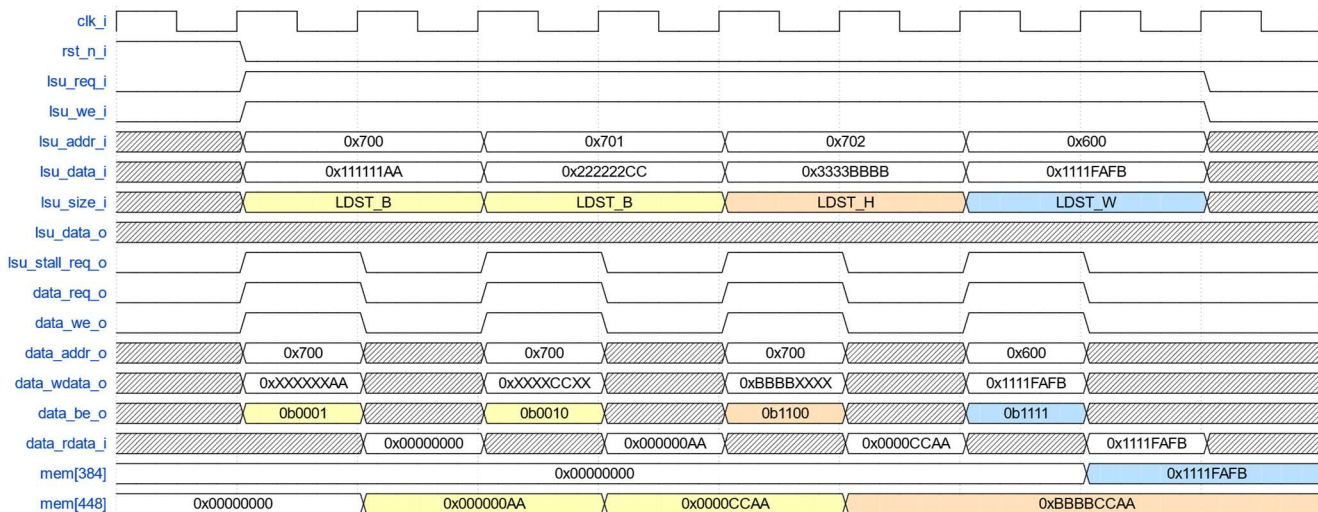 clk_i
rst_n_i
lsu_req_i
lsu_we_i
lsu_addr_i 0x700 0x701 0x702 0x600
lsu_data_i 0x111111AA 0x222222CC 0x3333BBBB 0x1111FAFB
lsu_size_i LDST_B LDST_B LDST_H LDST_W
lsu_data_o
lsu_stall_req_o
data_req_o
data_we_o
data_addr_o 0x700 0x700 0x700 0x600
data_wdata_o 0xXXXXXXAA 0xXXXXCCXX 0xBBBBXXXX 0x1111FAFB
data_be_o 0b0001 0b0010 0b1100 0b1111
data_rdata_i 0x00000000 0x000000AA 0x0000CCAA 0x1111FAFB
mem[384] 0x00000000 0x1111FAFB
mem[448] 0x00000000 0x000000AA 0x0000CCAA 0xBBBBCCAA